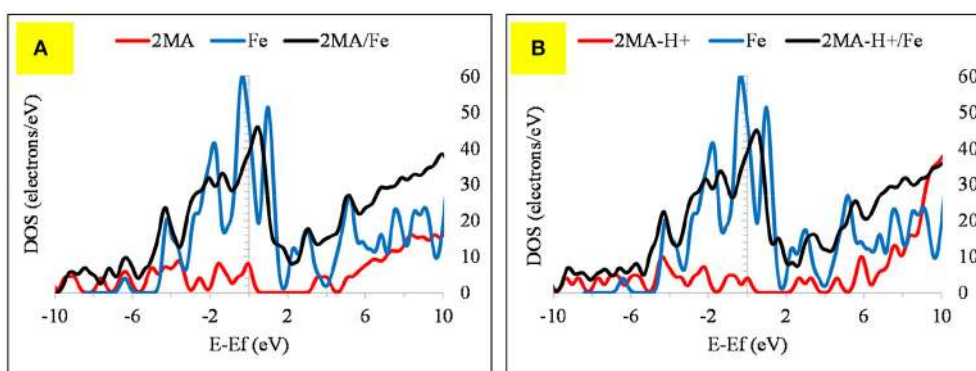 A
2MA Fe 2MA/Fe
DOS (electrons/eV)
60
50
40
30
20
10
0
-10 -6 -2 2 6 10
E-Ef (eV)
B
2MA-H+ Fe 2MA-H+/Fe
DOS (electrons/eV)
60
50
40
30
20
10
0
-10 -6 -2 2 6 10
E-Ef (eV)